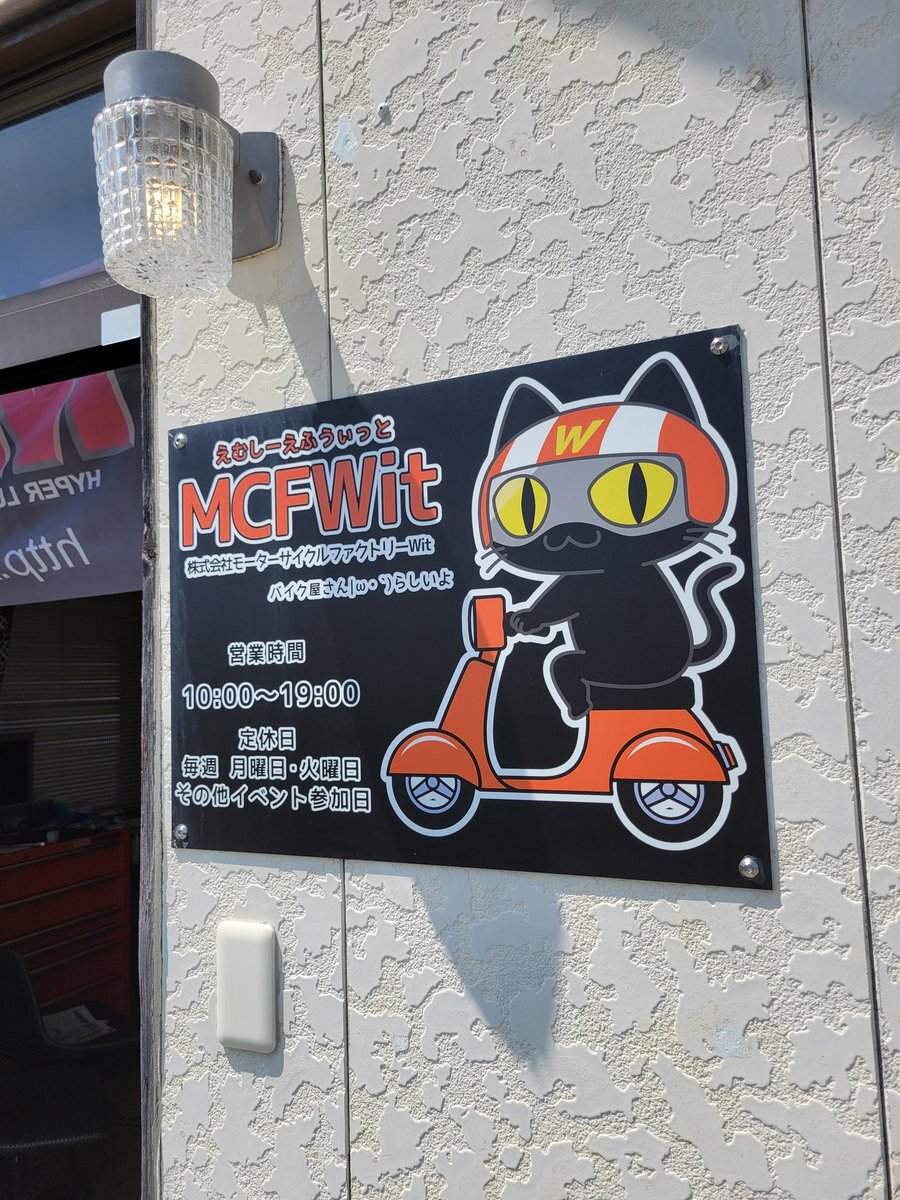 えむしーえふうぃっと
MCFWit
株式会社モーターサイクルファクトリーWit
バイク屋さん|ω・`)らしいよ
営業時間
10:00～19:00
定休日
毎週 月曜日・火曜日
その他イベント参加日
W
HYPER
http: